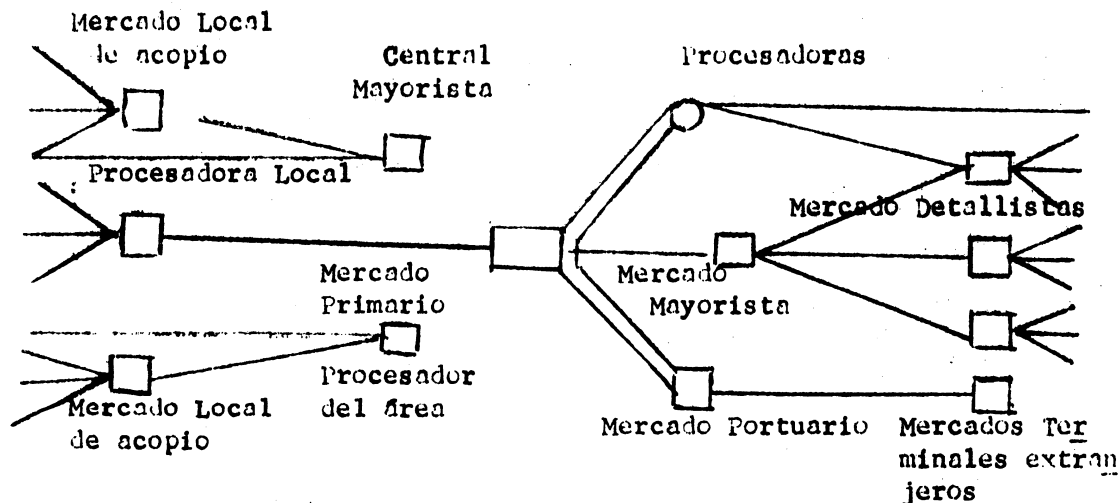 Mercado Local
de acopio
Central
Mayorista
Procesadoras
Procesadora Local
Mercado Detallistas
Mercado
Primario
Mercado
Mayorista
Procesador
del área
Mercado Local
de acopio
Mercado Portuario
Mercados Ter
minales extran
jeros